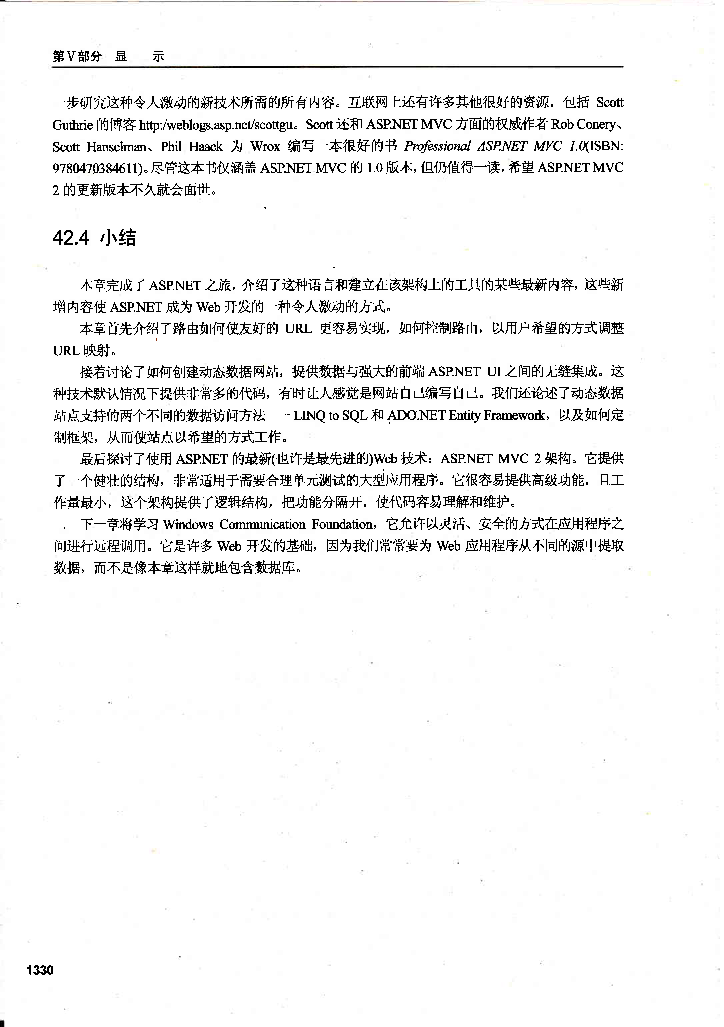 第Ⅴ部分 显 示
一步研究这种令人激动的新技术所需的所有内容。互联网上还有许多其他很好的资源，包括 Scott
Guthrie 的博客 http:/weblogs.asp.net/scottgu。Scott 还和 ASP.NET MVC 方面的权威作者 Rob Conery、
Scott Hanselman、Phil Haack 为 Wrox 编写一本很好的书 Professional ASP.NET MVC 1.0(ISBN:
9780470384611)。尽管这本书仅涵盖 ASP.NET MVC 的 1.0 版本，但仍值得一读，希望 ASP.NET MVC
2 的更新版本不久就会面世。
42.4 小结
本章完成了 ASP.NET 之旅，介绍了这种语言和建立在该架构上的工具的某些最新内容，这些新
增内容使 ASP.NET 成为 Web 开发的一种令人激动的方式。
本章首先介绍了路由如何使友好的 URL 更容易实现，如何控制路由，以用户希望的方式调整
URL 映射。
接着讨论了如何创建动态数据网站，提供数据与强大的前端 ASP.NET UI 之间的无缝集成。这
种技术默认情况下提供非常多的代码，有时让人感觉是网站自己编写自己。我们还论述了动态数据
站点支持的两个不同的数据访问方法——LINQ to SQL 和 ADO.NET Entity Framework，以及如何定
制框架，从而使站点以希望的方式工作。
最后探讨了使用 ASP.NET 的最新(也许是最先进的)Web 技术：ASP.NET MVC 2 架构。它提供
了一个健壮的结构，非常适用于需要合理单元测试的大型应用程序。它很容易提供高级功能，且工
作量最小，这个架构提供了逻辑结构，把功能分隔开，使代码容易理解和维护。
下一章将学习 Windows Communication Foundation，它允许以灵活、安全的方式在应用程序之
间进行远程调用。它是许多 Web 开发的基础，因为我们常常要为 Web 应用程序从不同的源中提取
数据，而不是像本章这样就地包含数据库。
1330